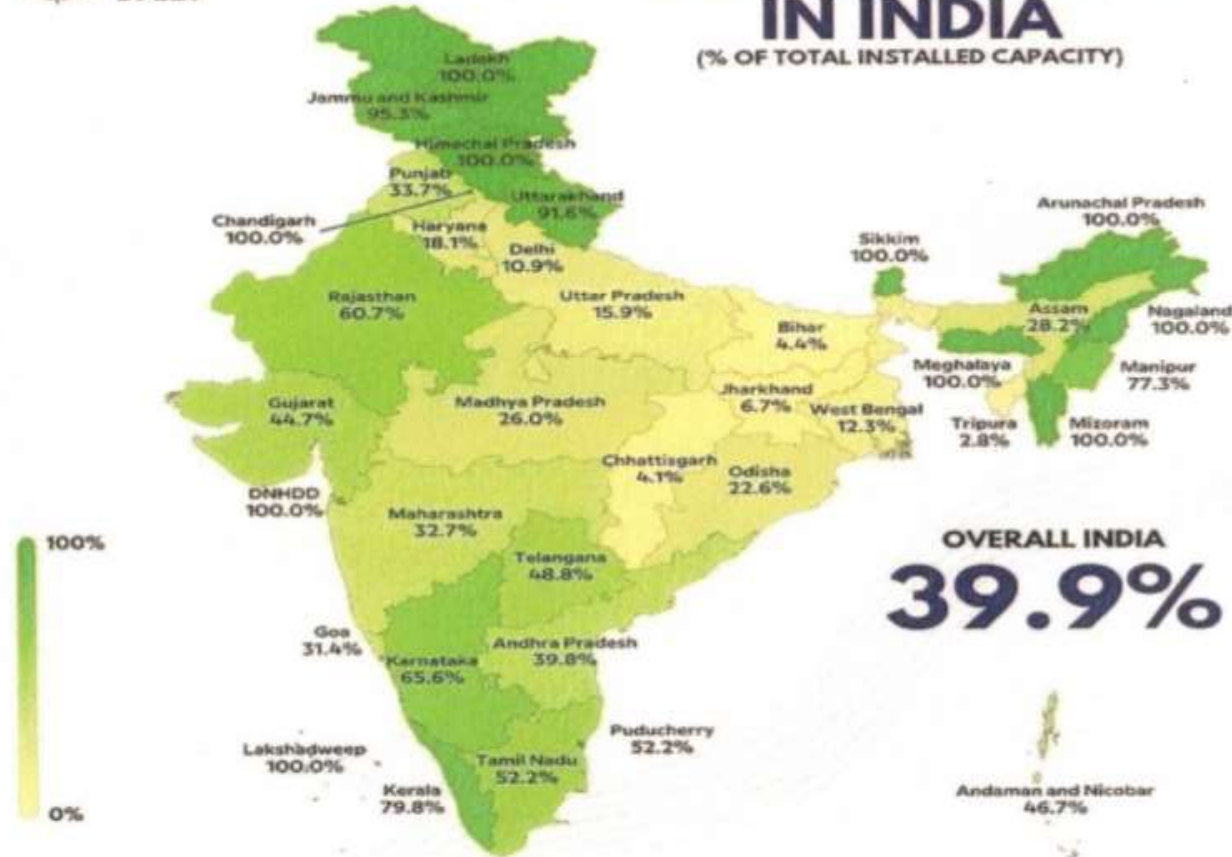 IN INDIA
(% OF TOTAL INSTALLED CAPACITY)
Ladakh
100.0%
Jammu and Kashmir
95.3%
Himachal Pradesh
100.0%
Punjab
33.7%
Uttarakhand
91.6%
Chandigarh
100.0%
Haryana
18.1%
Delhi
10.9%
Arunachal Pradesh
100.0%
Sikkim
100.0%
Rajasthan
60.7%
Uttar Pradesh
15.9%
Bihar
4.4%
Assam
28.2%
Nagaland
100.0%
Meghalaya
100.0%
Manipur
77.3%
Gujarat
44.7%
Madhya Pradesh
26.0%
Jharkhand
6.7%
West Bengal
12.3%
Tripura
2.8%
Mizoram
100.0%
Chhattisgarh
4.1%
Odisha
22.6%
DNHDD
100.0%
Maharashtra
32.7%
Telangana
48.8%
100%
OVERALL INDIA
39.9%
Goa
31.4%
Karnataka
65.6%
Andhra Pradesh
39.8%
Puducherry
52.2%
Lakshadweep
100.0%
Tamil Nadu
52.2%
Kerala
79.8%
Andaman and Nicobar
46.7%
0%